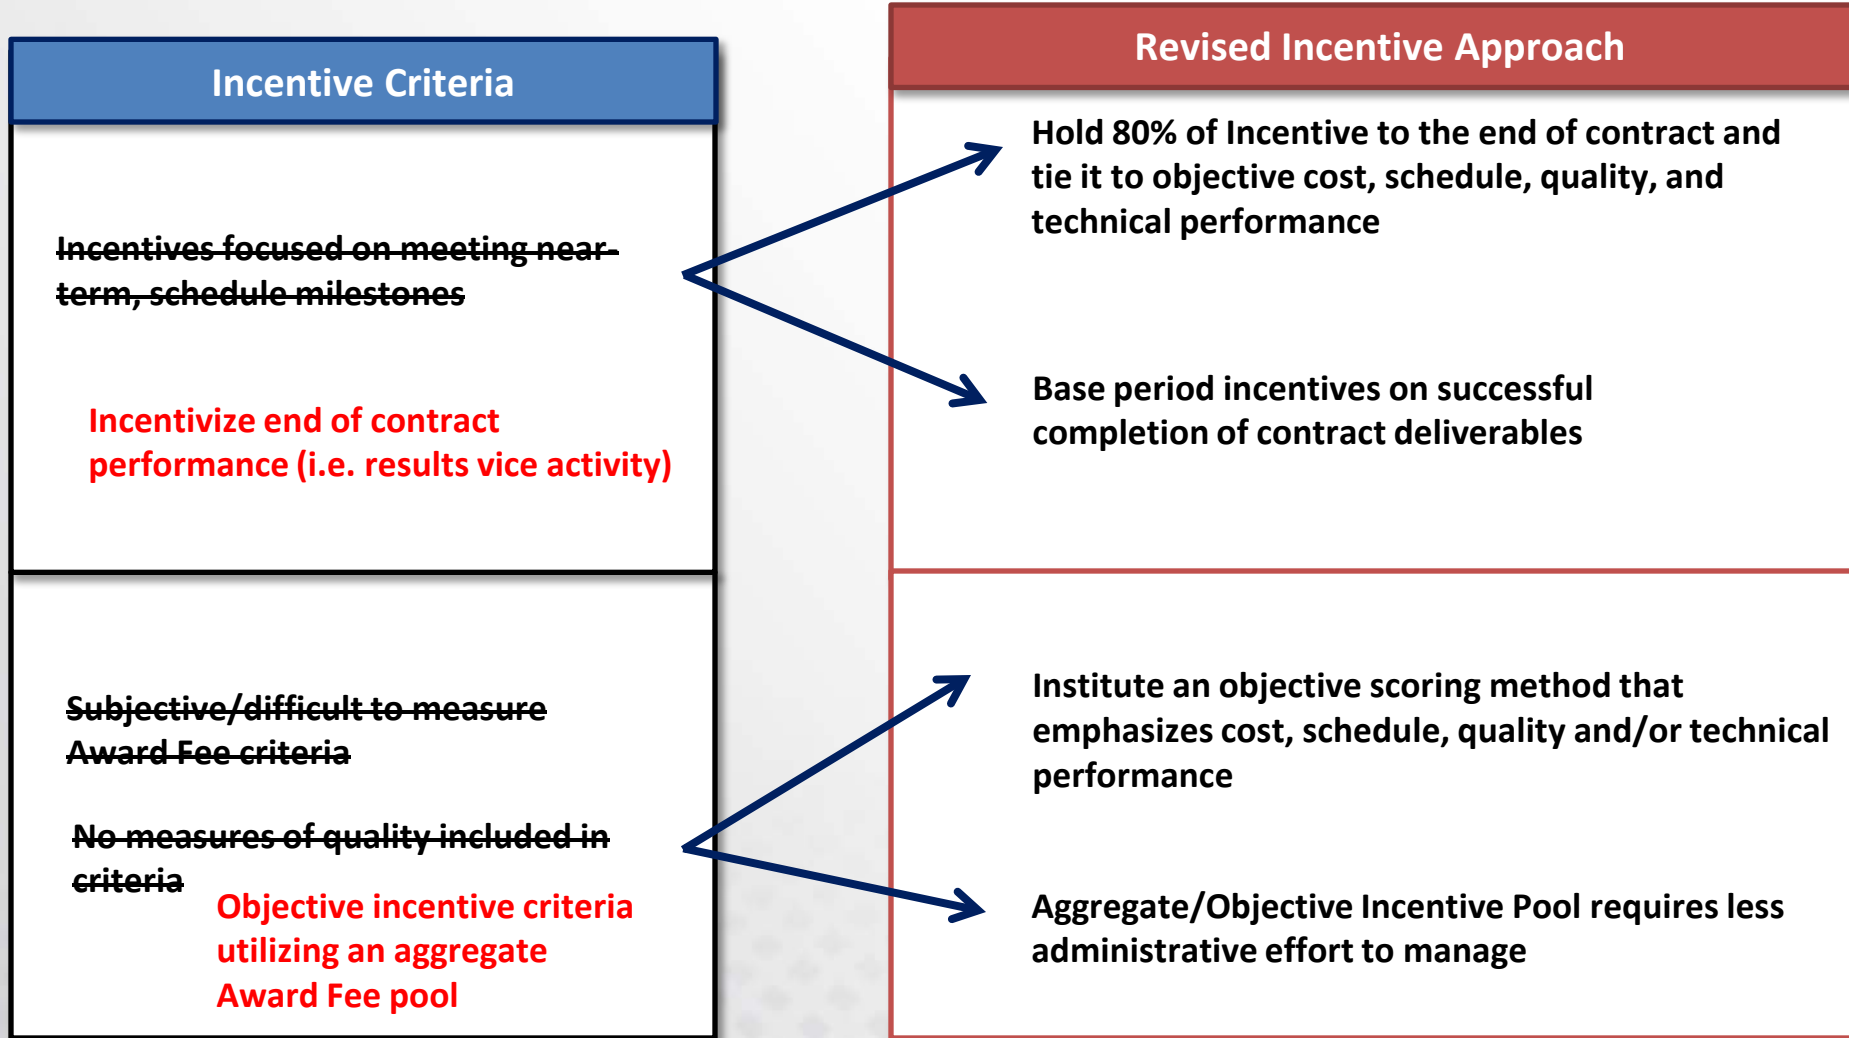 Incentive Criteria
Incentives focused on meeting near-
term, schedule milestones
Incentivize end of contract
performance (i.e. results vice activity)
Subjective/difficult to measure
Award Fee criteria
No measures of quality included in
criteria
Objective incentive criteria
utilizing an aggregate
Award Fee pool
Revised Incentive Approach
Hold 80% of Incentive to the end of contract and
tie it to objective cost, schedule, quality, and
technical performance
Base period incentives on successful
completion of contract deliverables
Institute an objective scoring method that
emphasizes cost, schedule, quality and/or technical
performance
Aggregate/Objective Incentive Pool requires less
administrative effort to manage